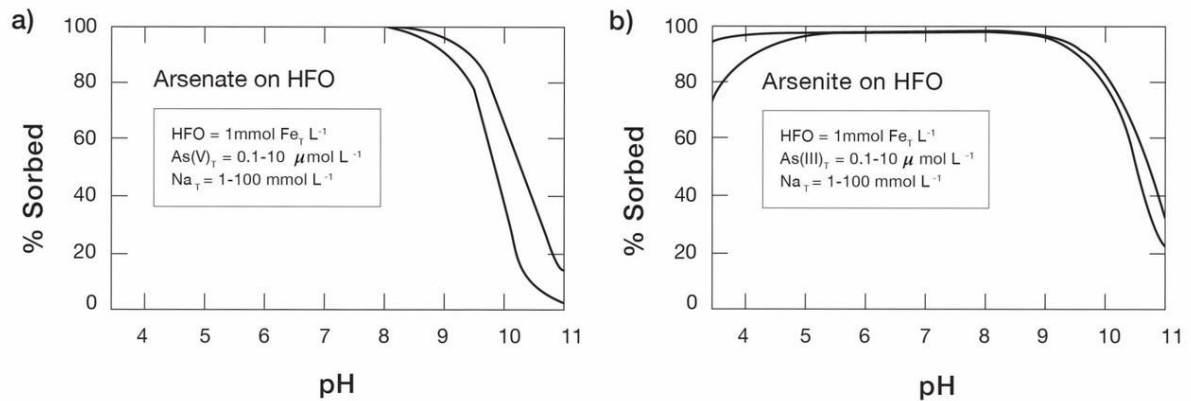 a)
100
80
60
40
20
0
% Sorbed
Arsenate on HFO
HFO = 1mmol Fe_T L⁻¹
As(V)_T = 0.1-10 μmol L⁻¹
Na_T = 1-100 mmol L⁻¹
4 5 6 7 8 9 10 11
pH
b)
100
80
60
40
20
0
% Sorbed
Arsenite on HFO
HFO = 1mmol Fe_T L⁻¹
As(III)_T = 0.1-10 μ mol L⁻¹
Na_T = 1-100 mmol L⁻¹
4 5 6 7 8 9 10 11
pH